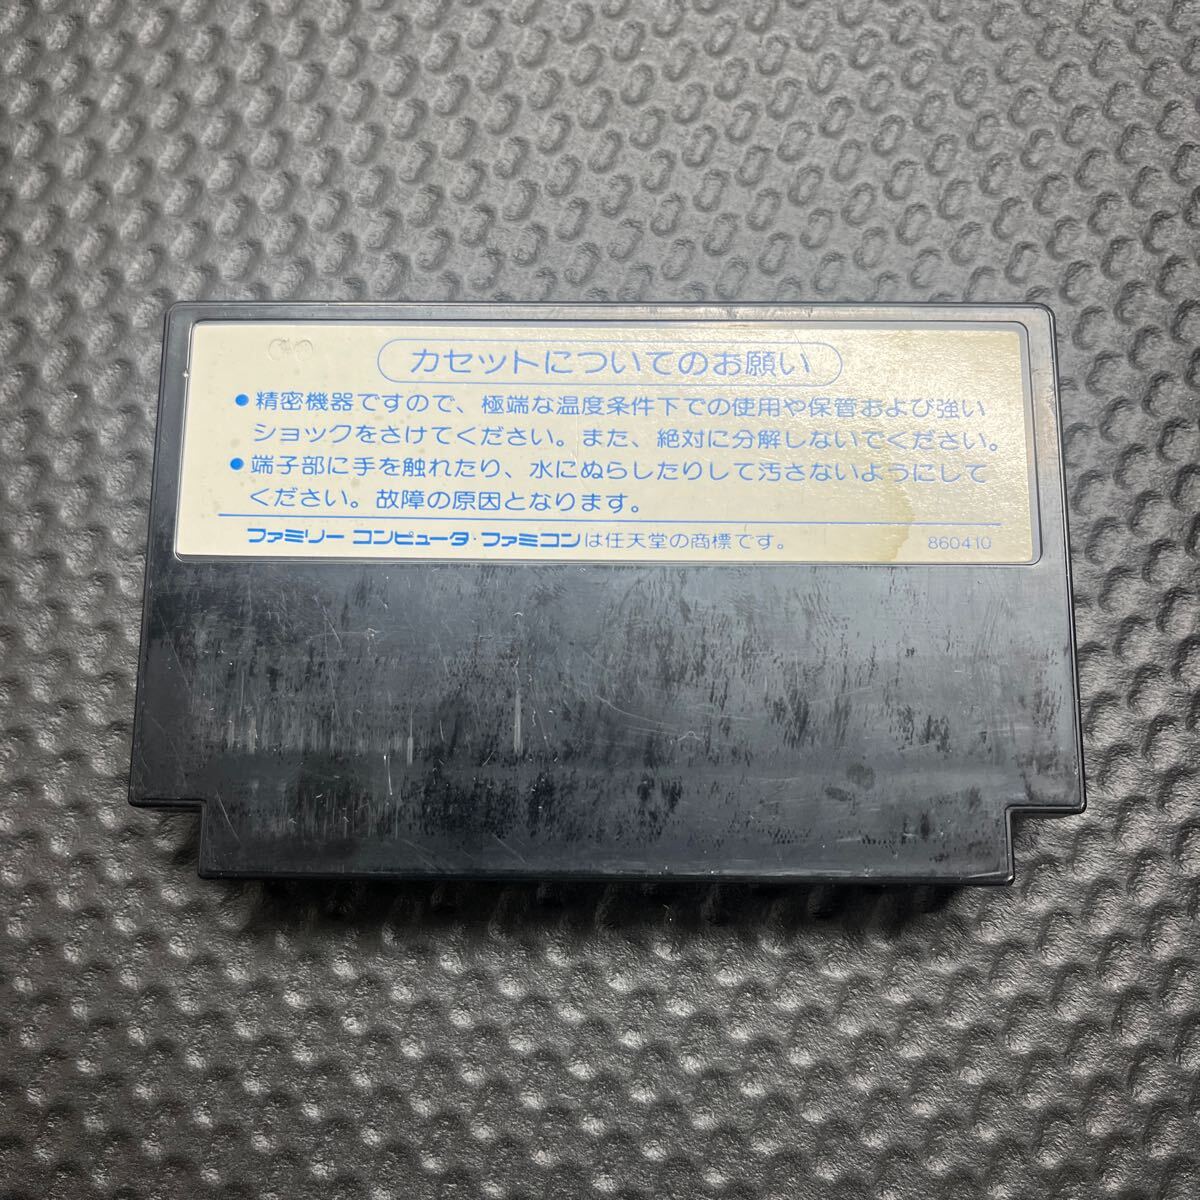 カセットについてのお願い
●精密機器ですので、極端な温度条件下での使用や保管および強い
ショックをさけてください。また、絶対に分解しないでください。
●端子部に手を触れたり、水にぬらしたりして汚さないようにして
ください。故障の原因となります。
ファミリー コンピュータ・ファミコンは任天堂の商標です。
860410